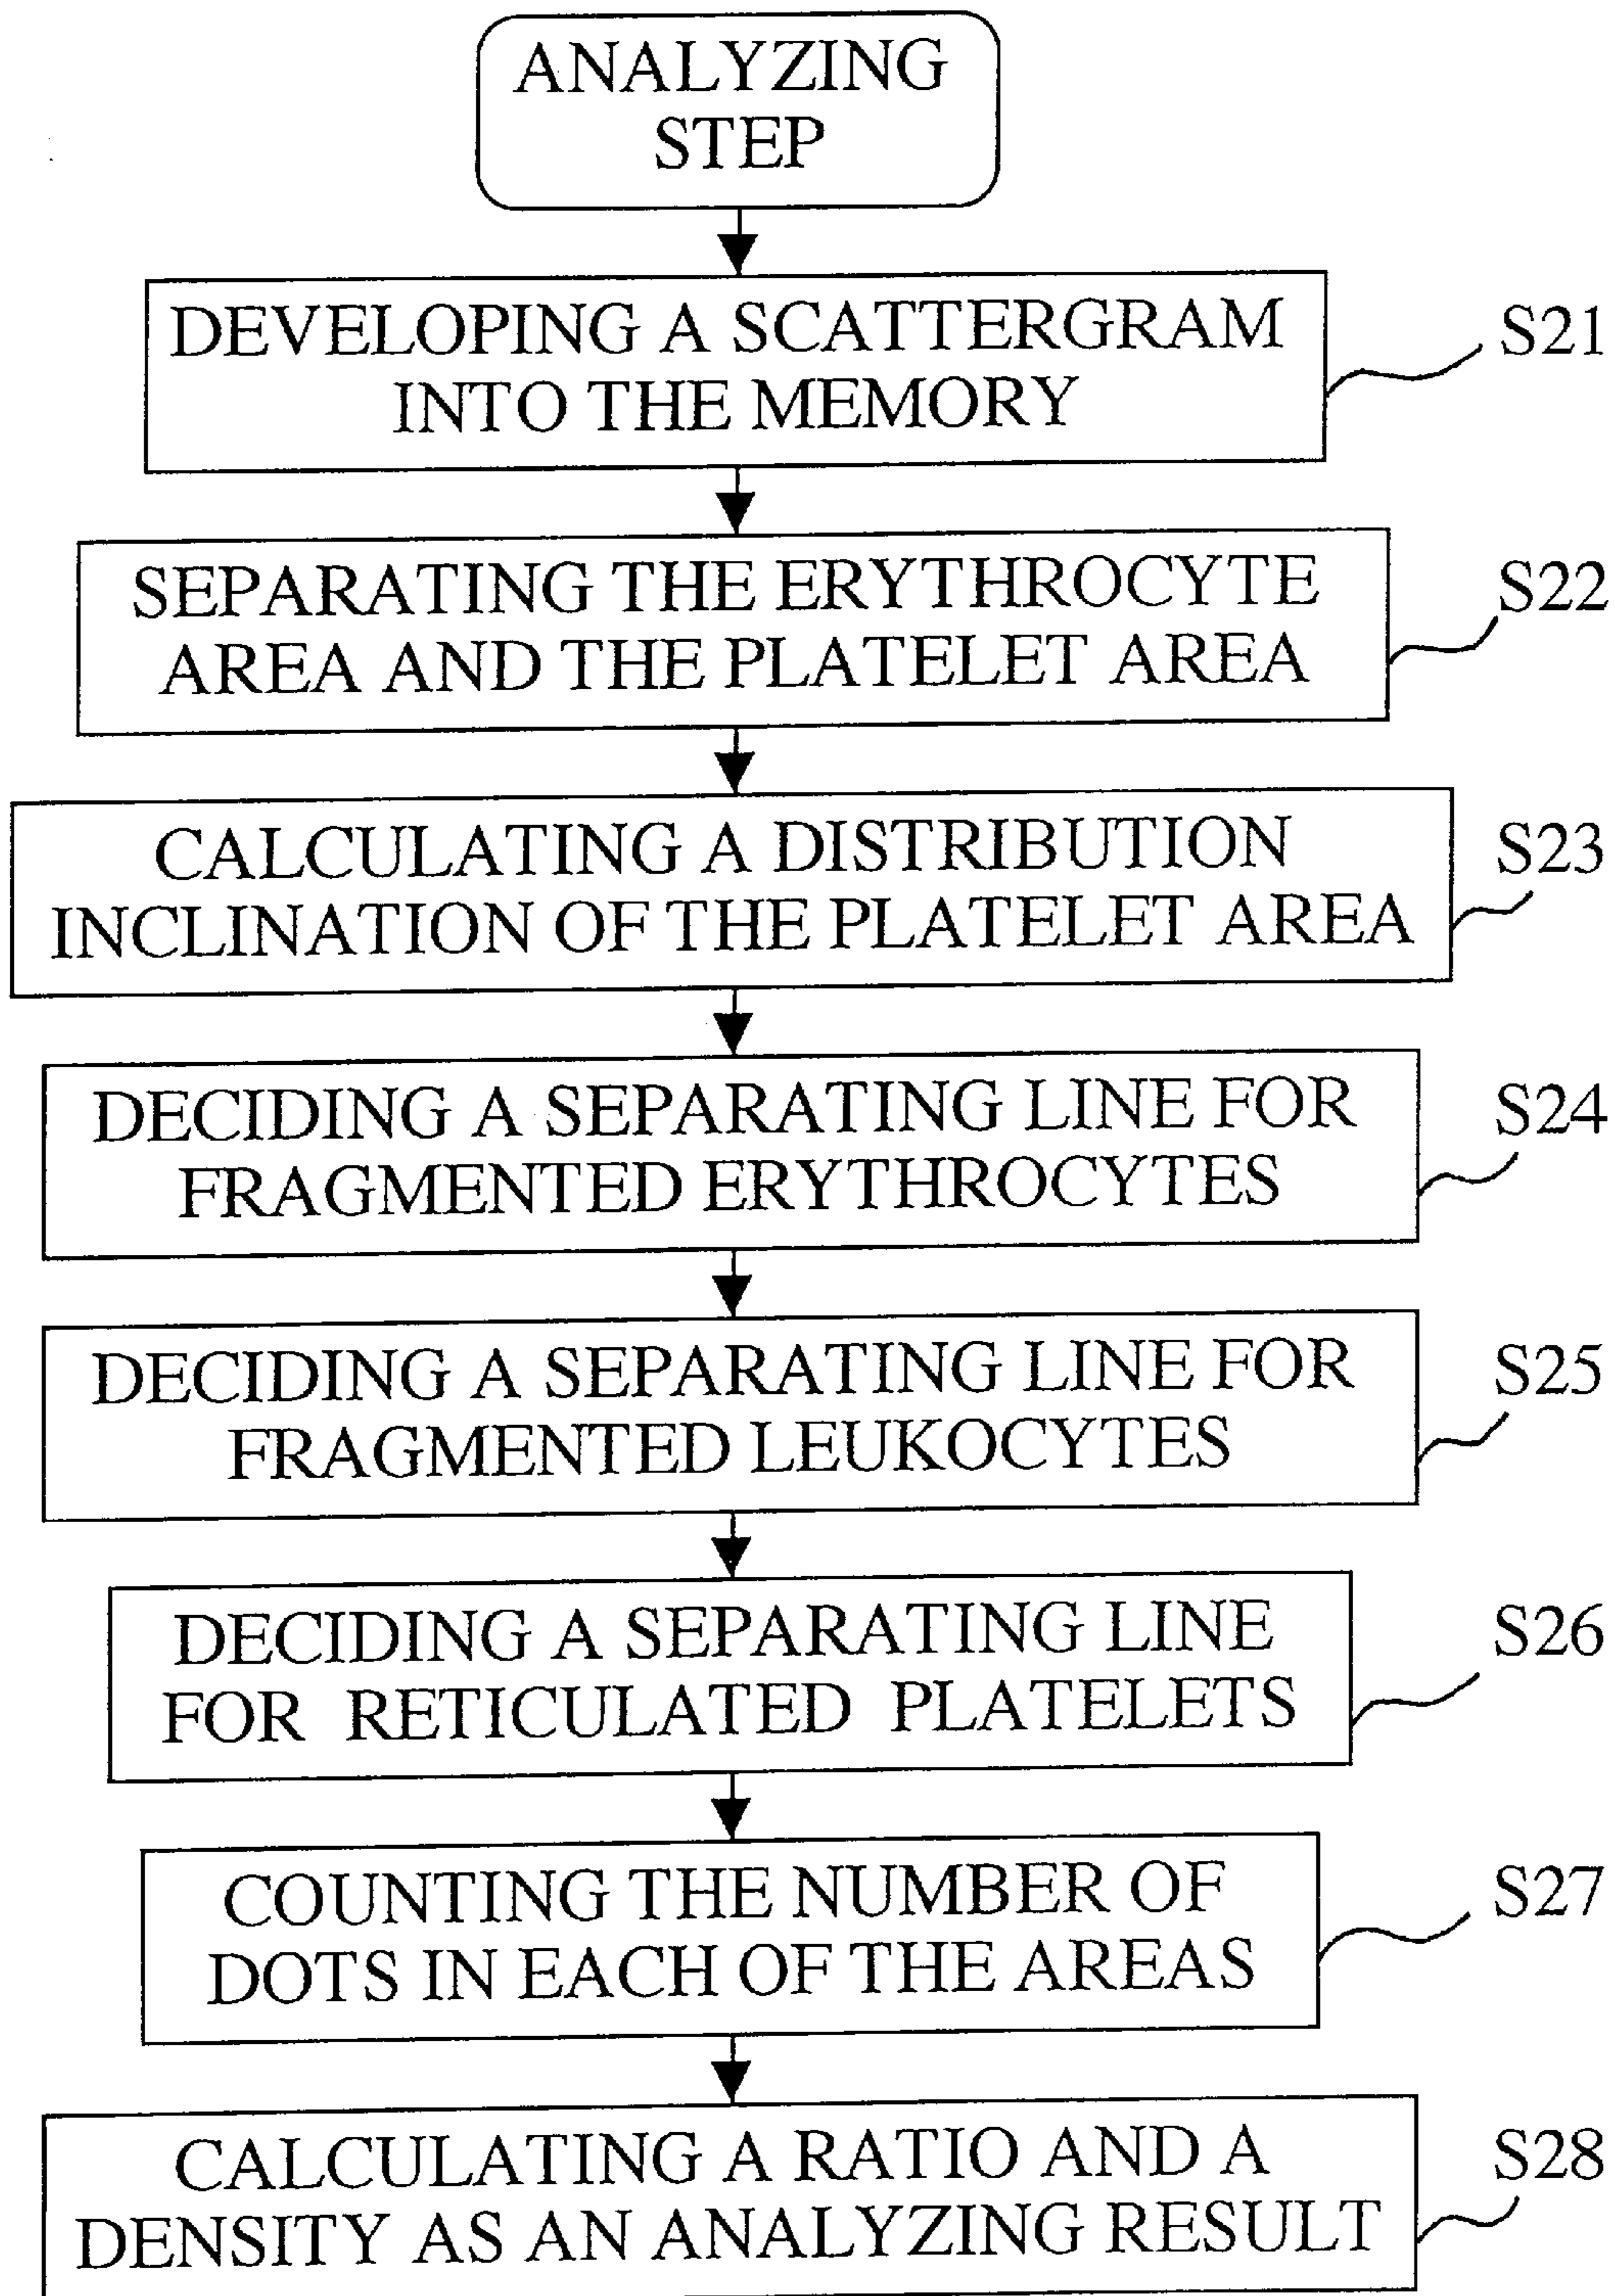 ANALYZING
STEP
DEVELOPING A SCATTERGRAM
INTO THE MEMORY
S21
SEPARATING THE ERYTHROCYTE
AREA AND THE PLATELET AREA
S22
CALCULATING A DISTRIBUTION
INCLINATION OF THE PLATELET AREA
S23
DECIDING A SEPARATING LINE FOR
FRAGMENTED ERYTHROCYTES
S24
DECIDING A SEPARATING LINE FOR
FRAGMENTED LEUKOCYTES
S25
DECIDING A SEPARATING LINE
FOR RETICULATED PLATELETS
S26
COUNTING THE NUMBER OF
DOTS IN EACH OF THE AREAS
S27
CALCULATING A RATIO AND A
DENSITY AS AN ANALYZING RESULT
S28